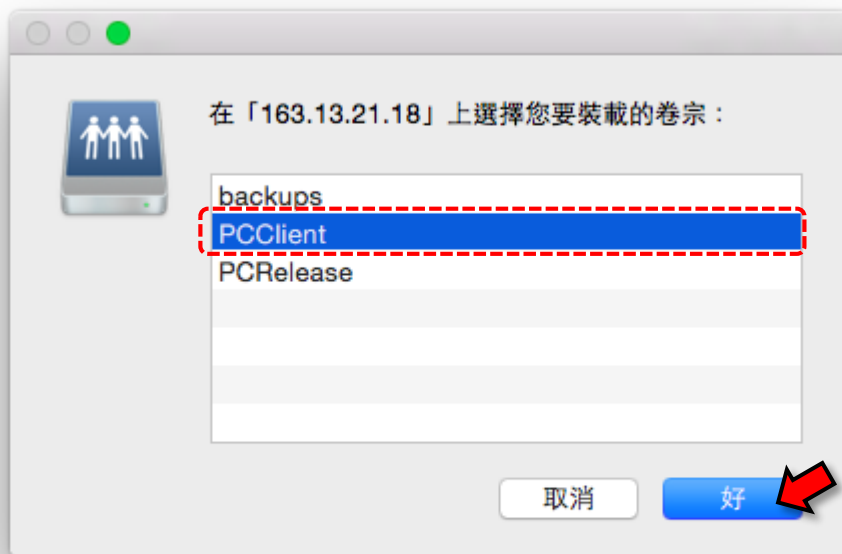 在「163.13.21.18」上選擇您要裝載的卷宗：
backups
PCClient
PCRelease
取消
好